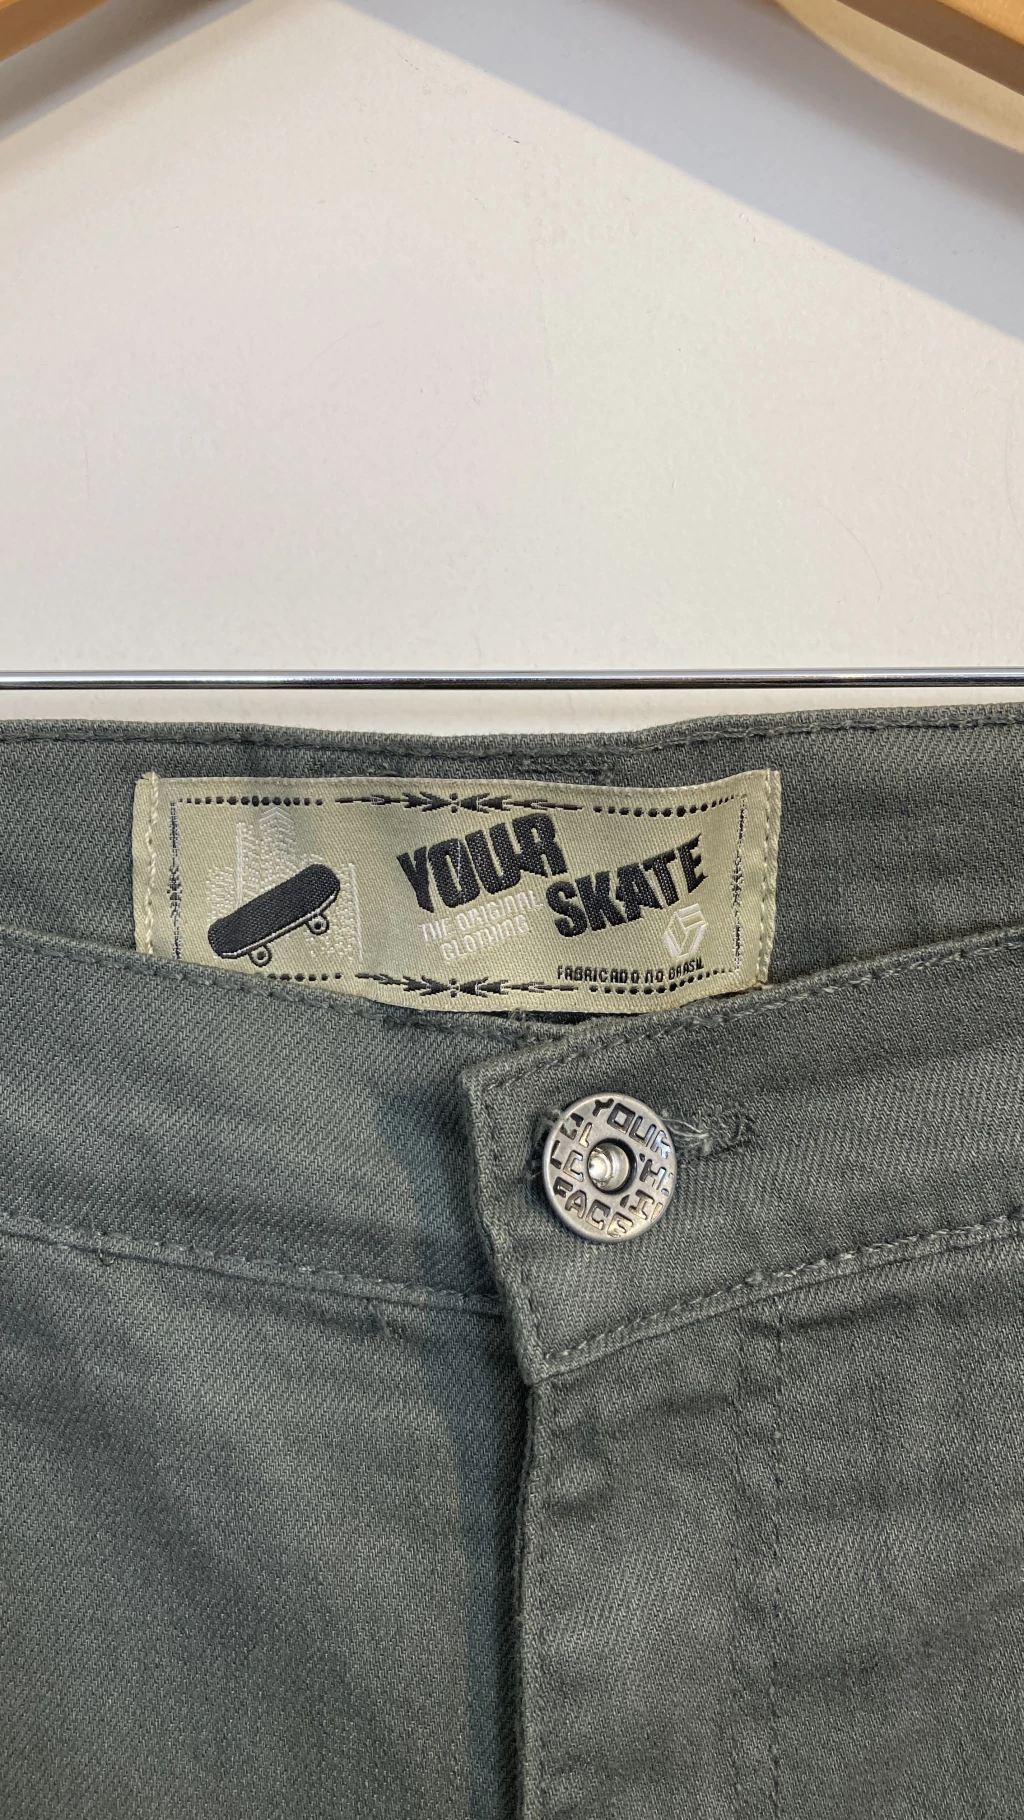 YOUR
SKATE
THE ORIGINAL
CLOTHING
FABRICADO NO BRASIL
YOUR
FACE